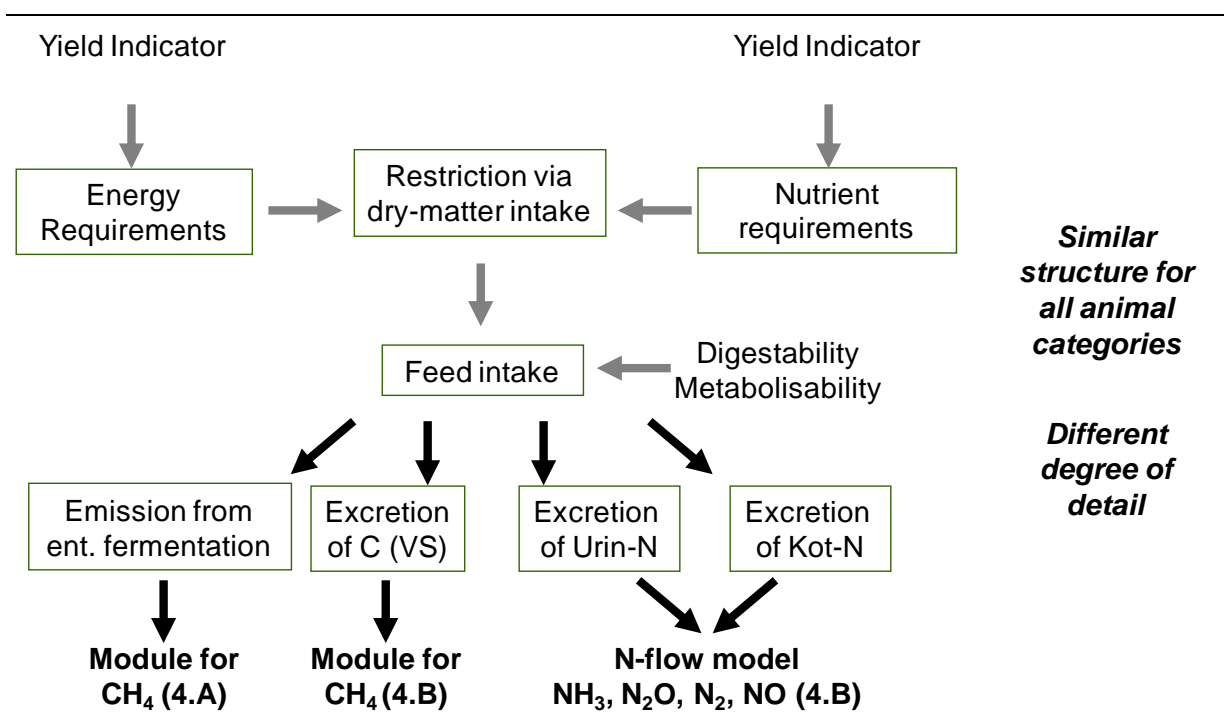 Yield Indicator
Yield Indicator
Energy
Requirements
Restriction via
dry-matter intake
Nutrient
requirements
Similar
structure for
all animal
categories
Feed intake
Digestability
Metabolisability
Different
degree of
detail
Emission from
ent. fermentation
Excretion
of C (VS)
Excretion
of Urin-N
Excretion
of Kot-N
Module for
CH₄ (4.A)
Module for
CH₄ (4.B)
N-flow model
NH₃, N₂O, N₂, NO (4.B)